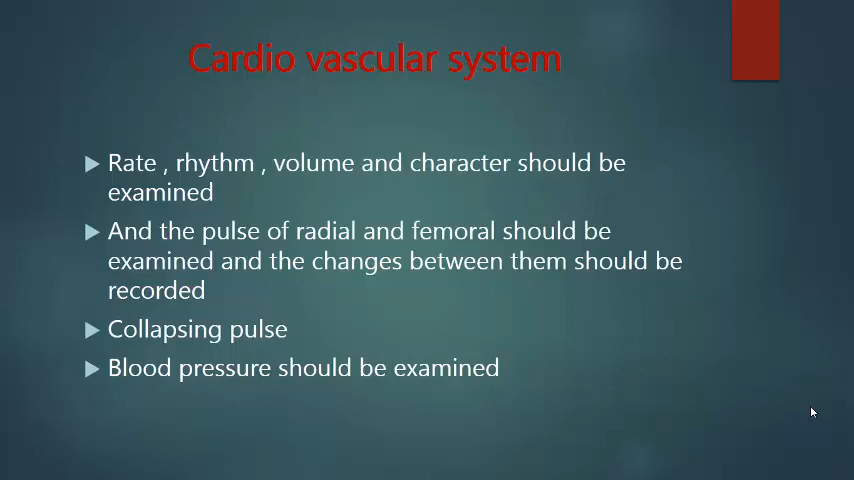 Cardio vascular system
Rate , rhythm , volume and character should be
examined
And the pulse of radial and femoral should be
examined and the changes between them should be
recorded
Collapsing pulse
Blood pressure should be examined